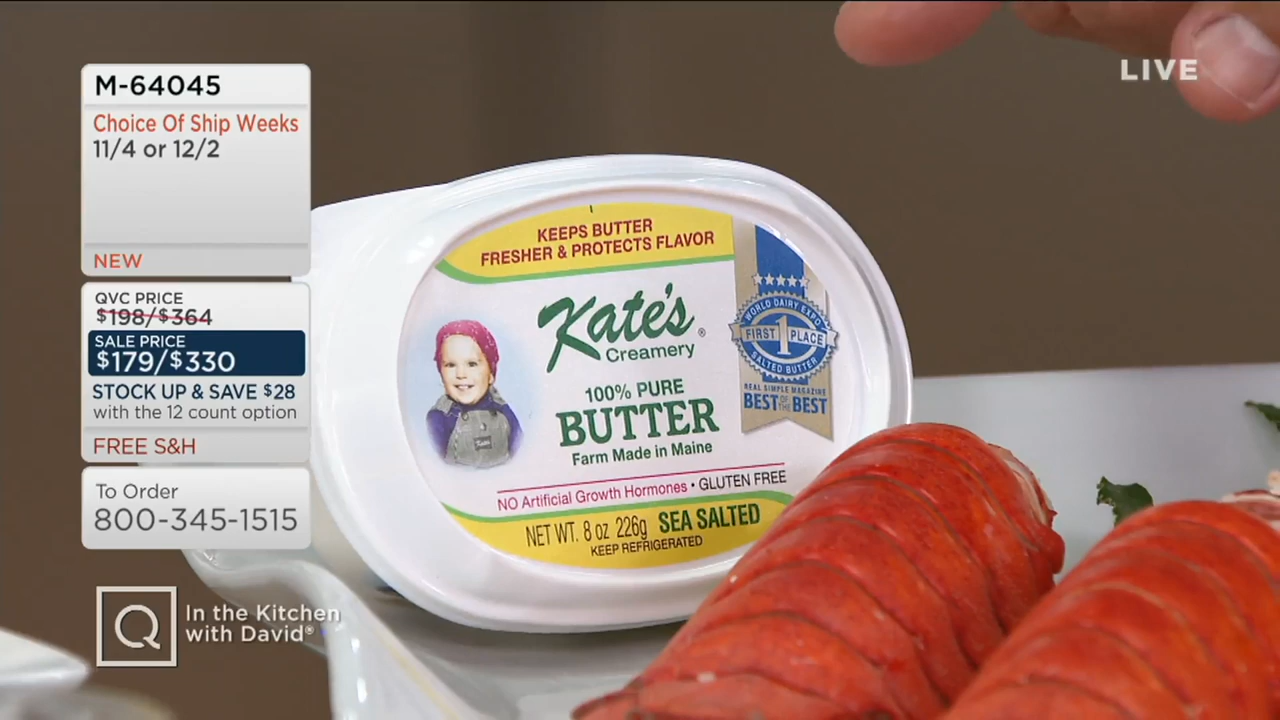 M-64045
Choice Of Ship Weeks
11/4 or 12/2
NEW
QVC PRICE
$198/$364
SALE PRICE
$179/$330
STOCK UP & SAVE $28
with the 12 count option
FREE S&H
To Order
800-345-1515
Q
In the Kitchen
with David®
LIVE
KEEPS BUTTER
FRESHER & PROTECTS FLAVOR
Kate's®
Creamery
100% PURE
BUTTER
Farm Made in Maine
NO Artificial Growth Hormones • GLUTEN FREE
NET WT. 8 oz 226g SEA SALTED
KEEP REFRIGERATED
WORLD DAIRY EXPO
FIRST 1 PLACE
SALTED BUTTER
REAL SIMPLE MAGAZINE
BEST OF THE BEST